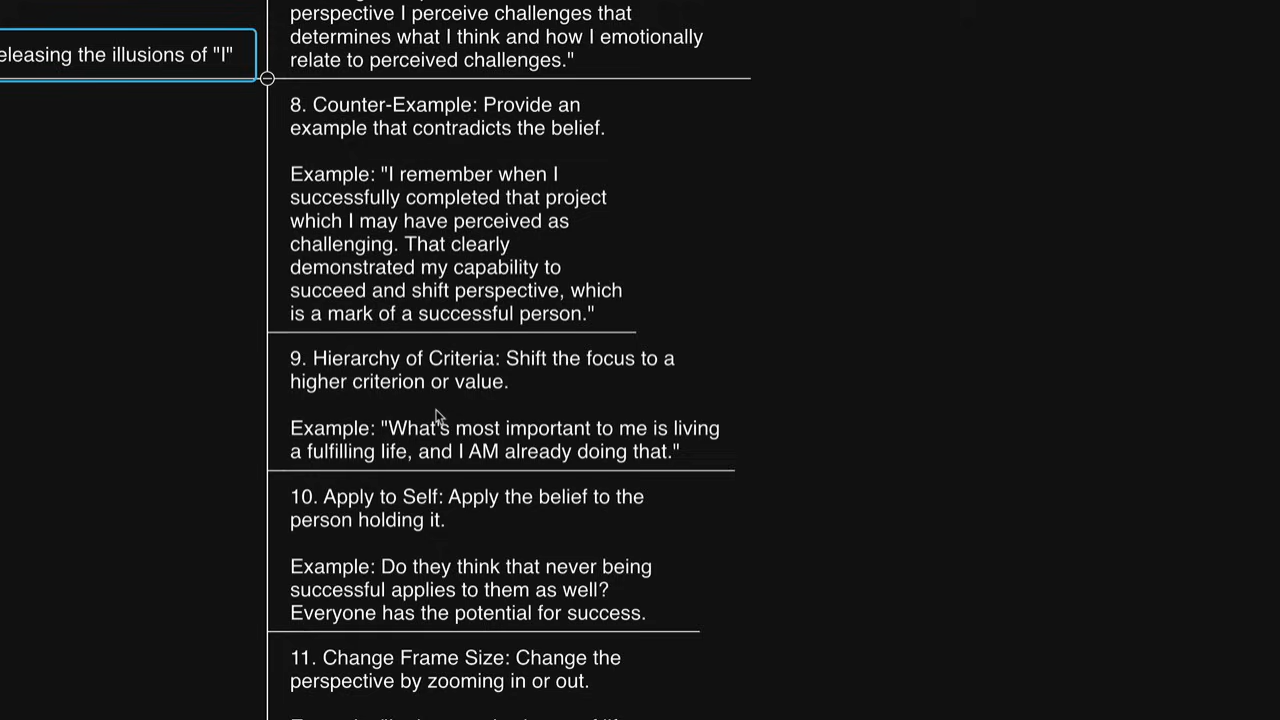 perspective I perceive challenges that
determines what I think and how I emotionally
relate to perceived challenges."
eleasing the illusions of "I"
8. Counter-Example: Provide an
example that contradicts the belief.
Example: "I remember when I
successfully completed that project
which I may have perceived as
challenging. That clearly
demonstrated my capability to
succeed and shift perspective, which
is a mark of a successful person."
9. Hierarchy of Criteria: Shift the focus to a
higher criterion or value.
Example: "What's most important to me is living
a fulfilling life, and I AM already doing that."
10. Apply to Self: Apply the belief to the
person holding it.
Example: Do they think that never being
successful applies to them as well?
Everyone has the potential for success.
11. Change Frame Size: Change the
perspective by zooming in or out.